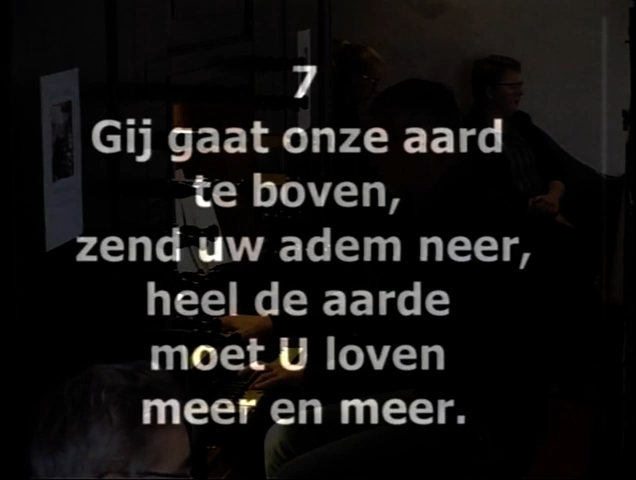 7
Gij gaat onze aard
te boven,
zend uw adem neer,
heel de aarde
moet U loven
meer en meer.